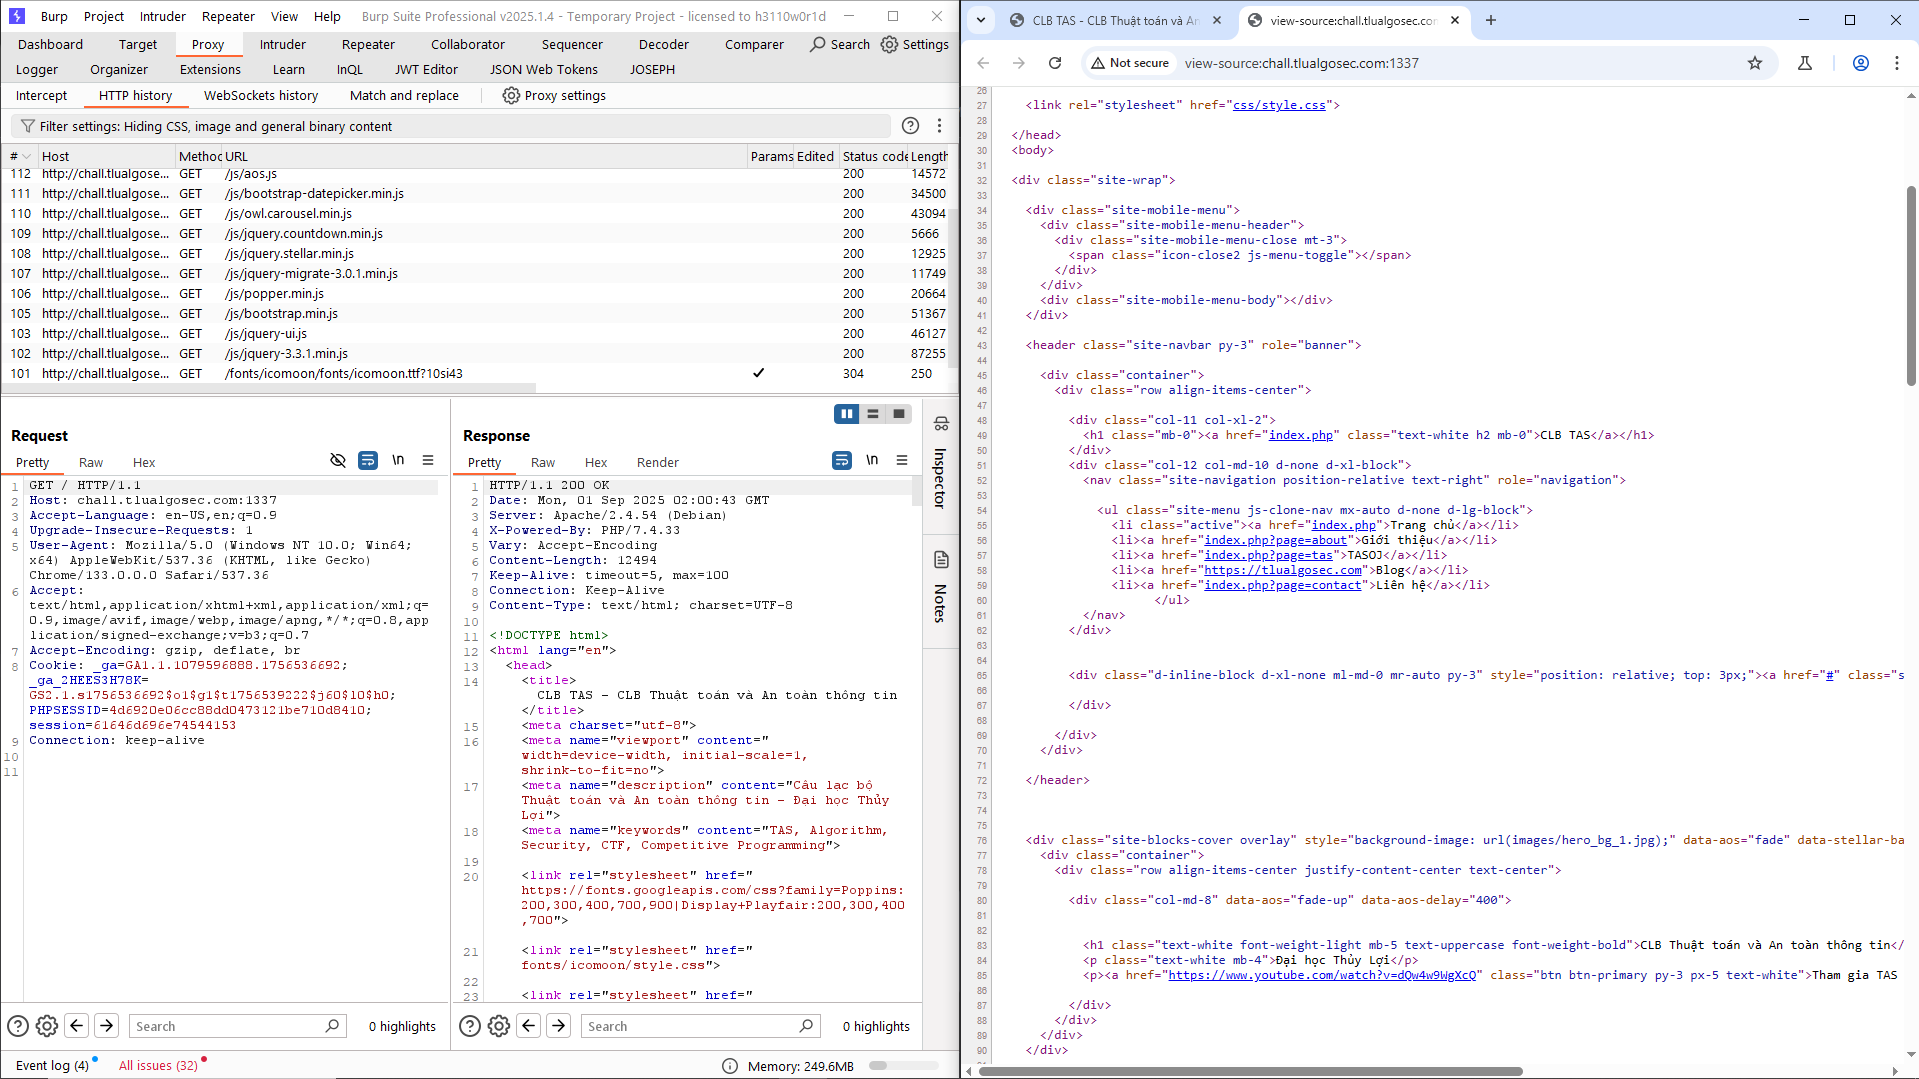 Burp Project Intruder Repeater View Help Burp Suite Professional v2025.1.4 - Temporary Project - licensed to h3110w0r1d
Dashboard Target Proxy Intruder Repeater Collaborator Sequencer Decoder Comparer Search Settings
Logger Organizer Extensions Learn InQL JWT Editor JSON Web Tokens JOSEPH
Intercept HTTP history WebSockets history Match and replace Proxy settings
Filter settings: Hiding CSS, image and general binary content
# Host Method URL Params Edited Status code Length
112 http://chall.tlualgose... GET /js/aos.js 200 14572
111 http://chall.tlualgose... GET /js/bootstrap-datepicker.min.js 200 34500
110 http://chall.tlualgose... GET /js/owl.carousel.min.js 200 43094
109 http://chall.tlualgose... GET /js/jquery.countdown.min.js 200 5666
108 http://chall.tlualgose... GET /js/jquery.stellar.min.js 200 12925
107 http://chall.tlualgose... GET /js/jquery-migrate-3.0.1.min.js 200 11749
106 http://chall.tlualgose... GET /js/popper.min.js 200 20664
105 http://chall.tlualgose... GET /js/bootstrap.min.js 200 51367
103 http://chall.tlualgose... GET /js/jquery-ui.js 200 46127
102 http://chall.tlualgose... GET /js/jquery-3.3.1.min.js 200 87255
101 http://chall.tlualgose... GET /fonts/icomoon/fonts/icomoon.ttf?10si43 ✓ 304 250
Request
Pretty Raw Hex \n
1 GET / HTTP/1.1
2 Host: chall.tlualgosec.com:1337
3 Accept-Language: en-US,en;q=0.9
4 Upgrade-Insecure-Requests: 1
5 User-Agent: Mozilla/5.0 (Windows NT 10.0; Win64;
x64) AppleWebKit/537.36 (KHTML, like Gecko)
Chrome/133.0.0.0 Safari/537.36
6 Accept:
text/html,application/xhtml+xml,application/xml;q=
0.9,image/avif,image/webp,image/apng,*/*;q=0.8,app
lication/signed-exchange;v=b3;q=0.7
7 Accept-Encoding: gzip, deflate, br
8 Cookie: _ga=GA1.1.1079596888.1756536692;
_ga_2HEES3H78K=
GS2.1.s1756536692$o1$g1$t1756539222$j60$l0$h0;
PHPSESSID=4d6920e06cc88dd0473121be710d8410;
session=61646d696e74544153
9 Connection: keep-alive
10
11
Search 0 highlights
Response
Pretty Raw Hex Render \n
1 HTTP/1.1 200 OK
2 Date: Mon, 01 Sep 2025 02:00:43 GMT
3 Server: Apache/2.4.54 (Debian)
4 X-Powered-By: PHP/7.4.33
5 Vary: Accept-Encoding
6 Content-Length: 12494
7 Keep-Alive: timeout=5, max=100
8 Connection: Keep-Alive
9 Content-Type: text/html; charset=UTF-8
10
11 <!DOCTYPE html>
12 <html lang="en">
13 <head>
14 <title>
CLB TAS - CLB Thuật toán và An toàn thông tin
</title>
15 <meta charset="utf-8">
16 <meta name="viewport" content="
width=device-width, initial-scale=1,
shrink-to-fit=no">
17 <meta name="description" content="Câu lạc bộ
Thuật toán và An toàn thông tin - Đại học Thủy
Lợi">
18 <meta name="keywords" content="TAS, Algorithm,
Security, CTF, Competitive Programming">
19
20 <link rel="stylesheet" href="
https://fonts.googleapis.com/css?family=Poppins:
200,300,400,700,900|Display+Playfair:200,300,400
,700">
21 <link rel="stylesheet" href="
fonts/icomoon/style.css">
22
23 <link rel="stylesheet" href="
Search 0 highlights
Inspector
Notes
Event log (4) All issues (32) Memory: 249.6MB
CLB TAS - CLB Thuật toán và An
view-source:chall.tlualgosec.com
Not secure view-source:chall.tlualgosec.com:1337
26
27 <link rel="stylesheet" href="css/style.css">
28
29 </head>
30 <body>
31
32 <div class="site-wrap">
33
34 <div class="site-mobile-menu">
35 <div class="site-mobile-menu-header">
36 <div class="site-mobile-menu-close mt-3">
37 <span class="icon-close2 js-menu-toggle"></span>
38 </div>
39 </div>
40 <div class="site-mobile-menu-body"></div>
41 </div>
42
43 <header class="site-navbar py-3" role="banner">
44
45 <div class="container">
46 <div class="row align-items-center">
47
48 <div class="col-11 col-xl-2">
49 <h1 class="mb-0"><a href="index.php" class="text-white h2 mb-0">CLB TAS</a></h1>
50 </div>
51 <div class="col-12 col-md-10 d-none d-xl-block">
52 <nav class="site-navigation position-relative text-right" role="navigation">
53
54 <ul class="site-menu js-clone-nav mx-auto d-none d-lg-block">
55 <li class="active"><a href="index.php">Trang chủ</a></li>
56 <li><a href="index.php?page=about">Giới thiệu</a></li>
57 <li><a href="index.php?page=tas">TASOJ</a></li>
58 <li><a href="https://tlualgosec.com">Blog</a></li>
59 <li><a href="index.php?page=contact">Liên hệ</a></li>
60 </ul>
61 </nav>
62 </div>
63
64
65 <div class="d-inline-block d-xl-none ml-md-0 mr-auto py-3" style="position: relative; top: 3px;"><a href="#" class="s
66
67 </div>
68
69 </div>
70 </div>
71
72 </header>
73
74
75
76 <div class="site-blocks-cover overlay" style="background-image: url(images/hero_bg_1.jpg);" data-aos="fade" data-stellar-ba
77 <div class="container">
78 <div class="row align-items-center justify-content-center text-center">
79
80 <div class="col-md-8" data-aos="fade-up" data-aos-delay="400">
81
82
83 <h1 class="text-white font-weight-light mb-5 text-uppercase font-weight-bold">CLB Thuật toán và An toàn thông tin</
84 <p class="text-white mb-4">Đại học Thủy Lợi</p>
85 <p><a href="https://www.youtube.com/watch?v=dQw4w9WgXcQ" class="btn btn-primary py-3 px-5 text-white">Tham gia TAS
86
87 </div>
88 </div>
89 </div>
90 </div>